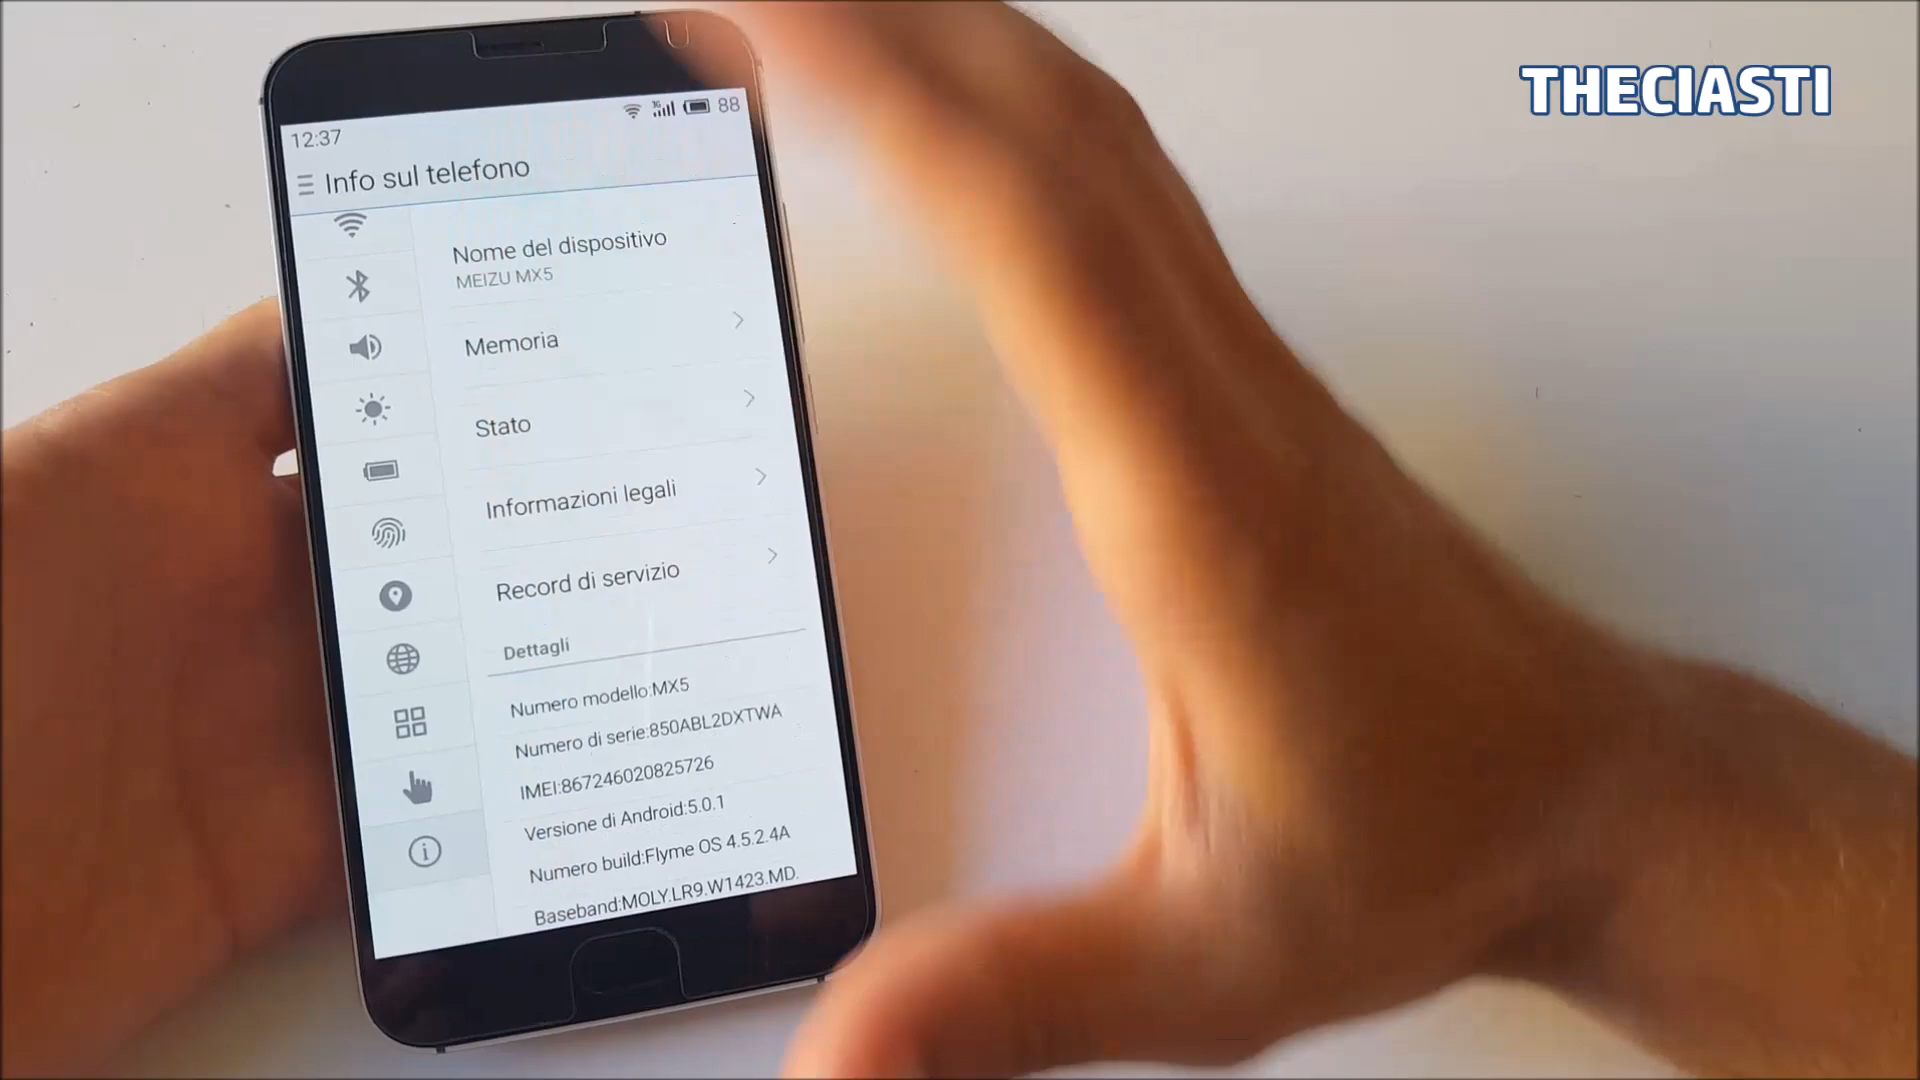 THECIASTI
12:37
3G
88
Info sul telefono
Nome del dispositivo
MEIZU MX5
Memoria
Stato
Informazioni legali
Record di servizio
Dettagli
Numero modello:MX5
Numero di serie:850ABL2DXTWA
IMEI:867246020825726
Versione di Android:5.0.1
Numero build:Flyme OS 4.5.2.4A
Baseband:MOLY.LR9.W1423.MD.